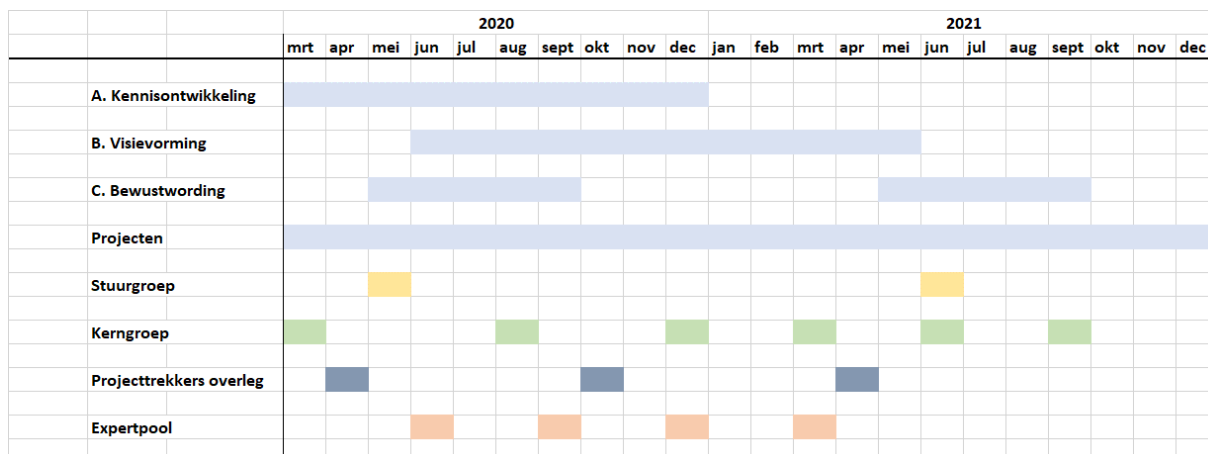 2020 2021
mrt apr mei jun jul aug sept okt nov dec jan feb mrt apr mei jun jul aug sept okt nov dec
A. Kennisontwikkeling
B. Visievorming
C. Bewustwording
Projecten
Stuurgroep
Kerngroep
Projecttrekkers overleg
Expertpool